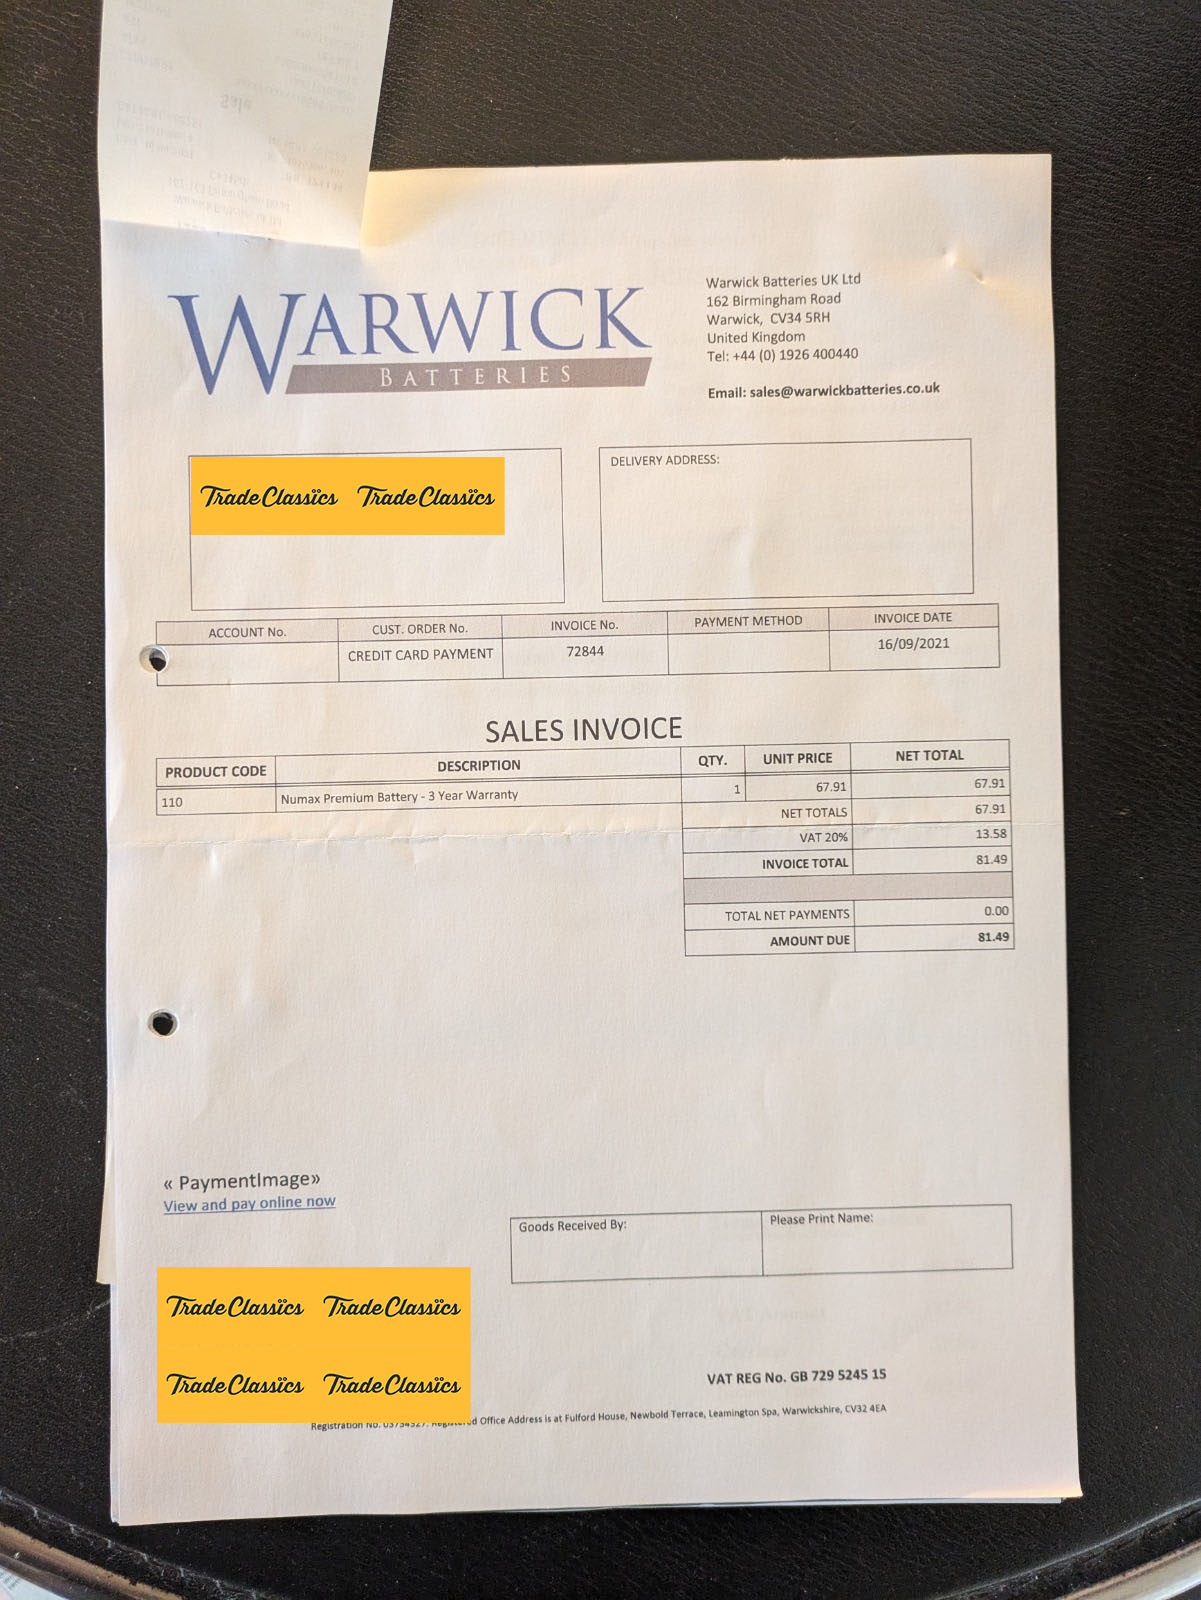 Sale
WARWICK
BATTERIES
Warwick Batteries UK Ltd
162 Birmingham Road
Warwick, CV34 5RH
United Kingdom
Tel: +44 (0) 1926 400440
Email: sales@warwickbatteries.co.uk
Trade Classics Trade Classics
DELIVERY ADDRESS:
ACCOUNT No. CUST. ORDER No. INVOICE No. PAYMENT METHOD INVOICE DATE
CREDIT CARD PAYMENT 72844 16/09/2021
SALES INVOICE
PRODUCT CODE DESCRIPTION QTY. UNIT PRICE NET TOTAL
110 Numax Premium Battery - 3 Year Warranty 1 67.91 67.91
NET TOTALS 67.91
VAT 20% 13.58
INVOICE TOTAL 81.49
TOTAL NET PAYMENTS 0.00
AMOUNT DUE 81.49
« PaymentImage»
View and pay online now
Goods Received By: Please Print Name:
Trade Classics Trade Classics
Trade Classics Trade Classics
VAT REG No. GB 729 5245 15
Registration No. Registered Office Address is at Fulford House, Newbold Terrace, Leamington Spa, Warwickshire, CV32 4EA